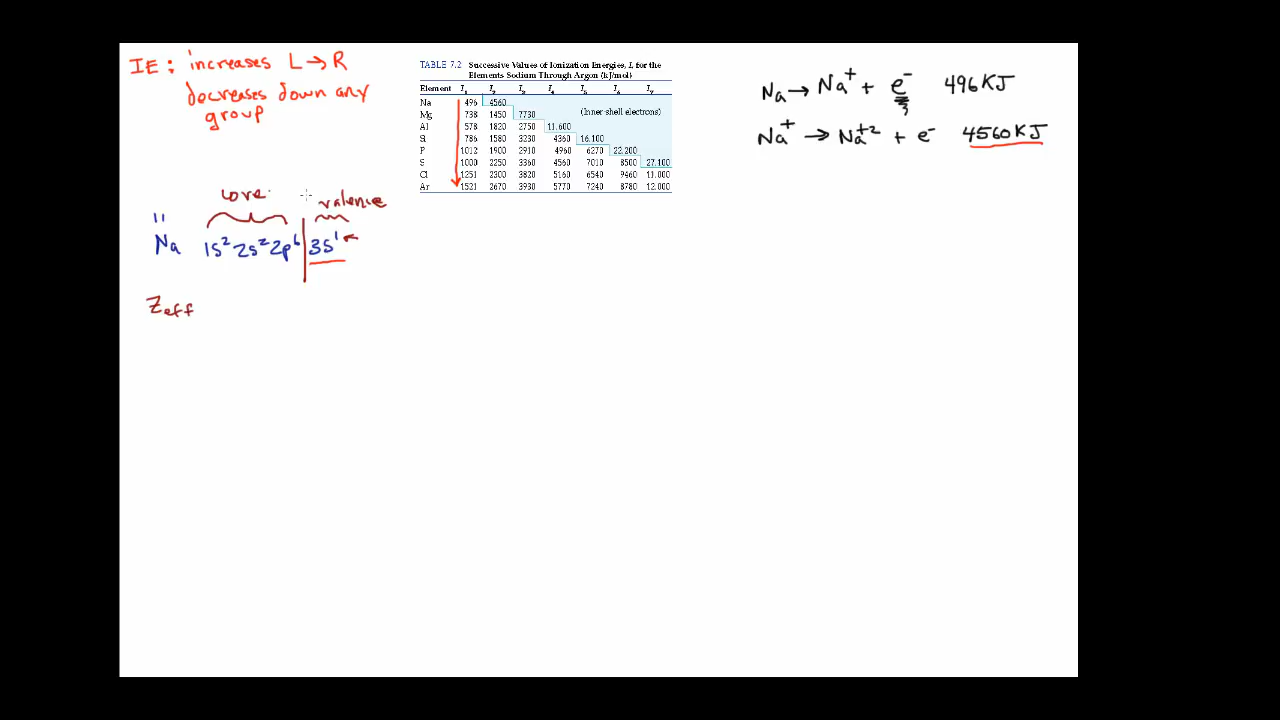 IE: increases L → R
decreases down any
group
TABLE 7.2 Successive Values of Ionization Energies, I, for the
Elements Sodium Through Argon (kJ/mol)
Element I₁ I₂ I₃ I₄ I₅ I₆ I₇
Na 496 4560 (Inner-shell electrons)
Mg 738 1450 7730
Al 578 1820 2750 11,600
Si 786 1580 3230 4360 16,100
P 1012 1900 2910 4960 6270 22,200
S 1000 2250 3360 4560 7010 8500 27,100
Cl 1251 2300 3820 5160 6540 9460 11,000
Ar 1521 2670 3930 5770 7240 8780 12,000
Na → Na⁺ + e⁻ 496 KJ
Na⁺ → Na⁺² + e⁻ 4560 KJ
core valence
11
Na 1s² 2s² 2p⁶ 3s¹
Zeff